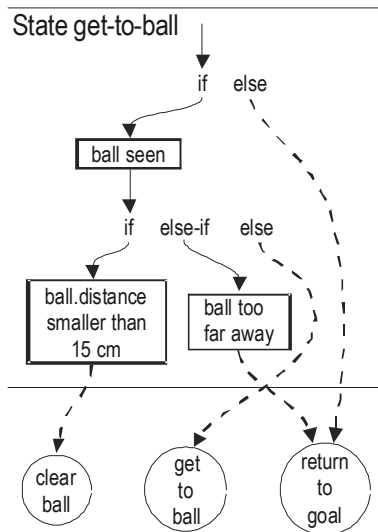 State get-to-ball
if else
ball seen
if else-if else
ball.distance
smaller than
15 cm
ball too
far away
clear
ball
get
to
ball
return
to
goal